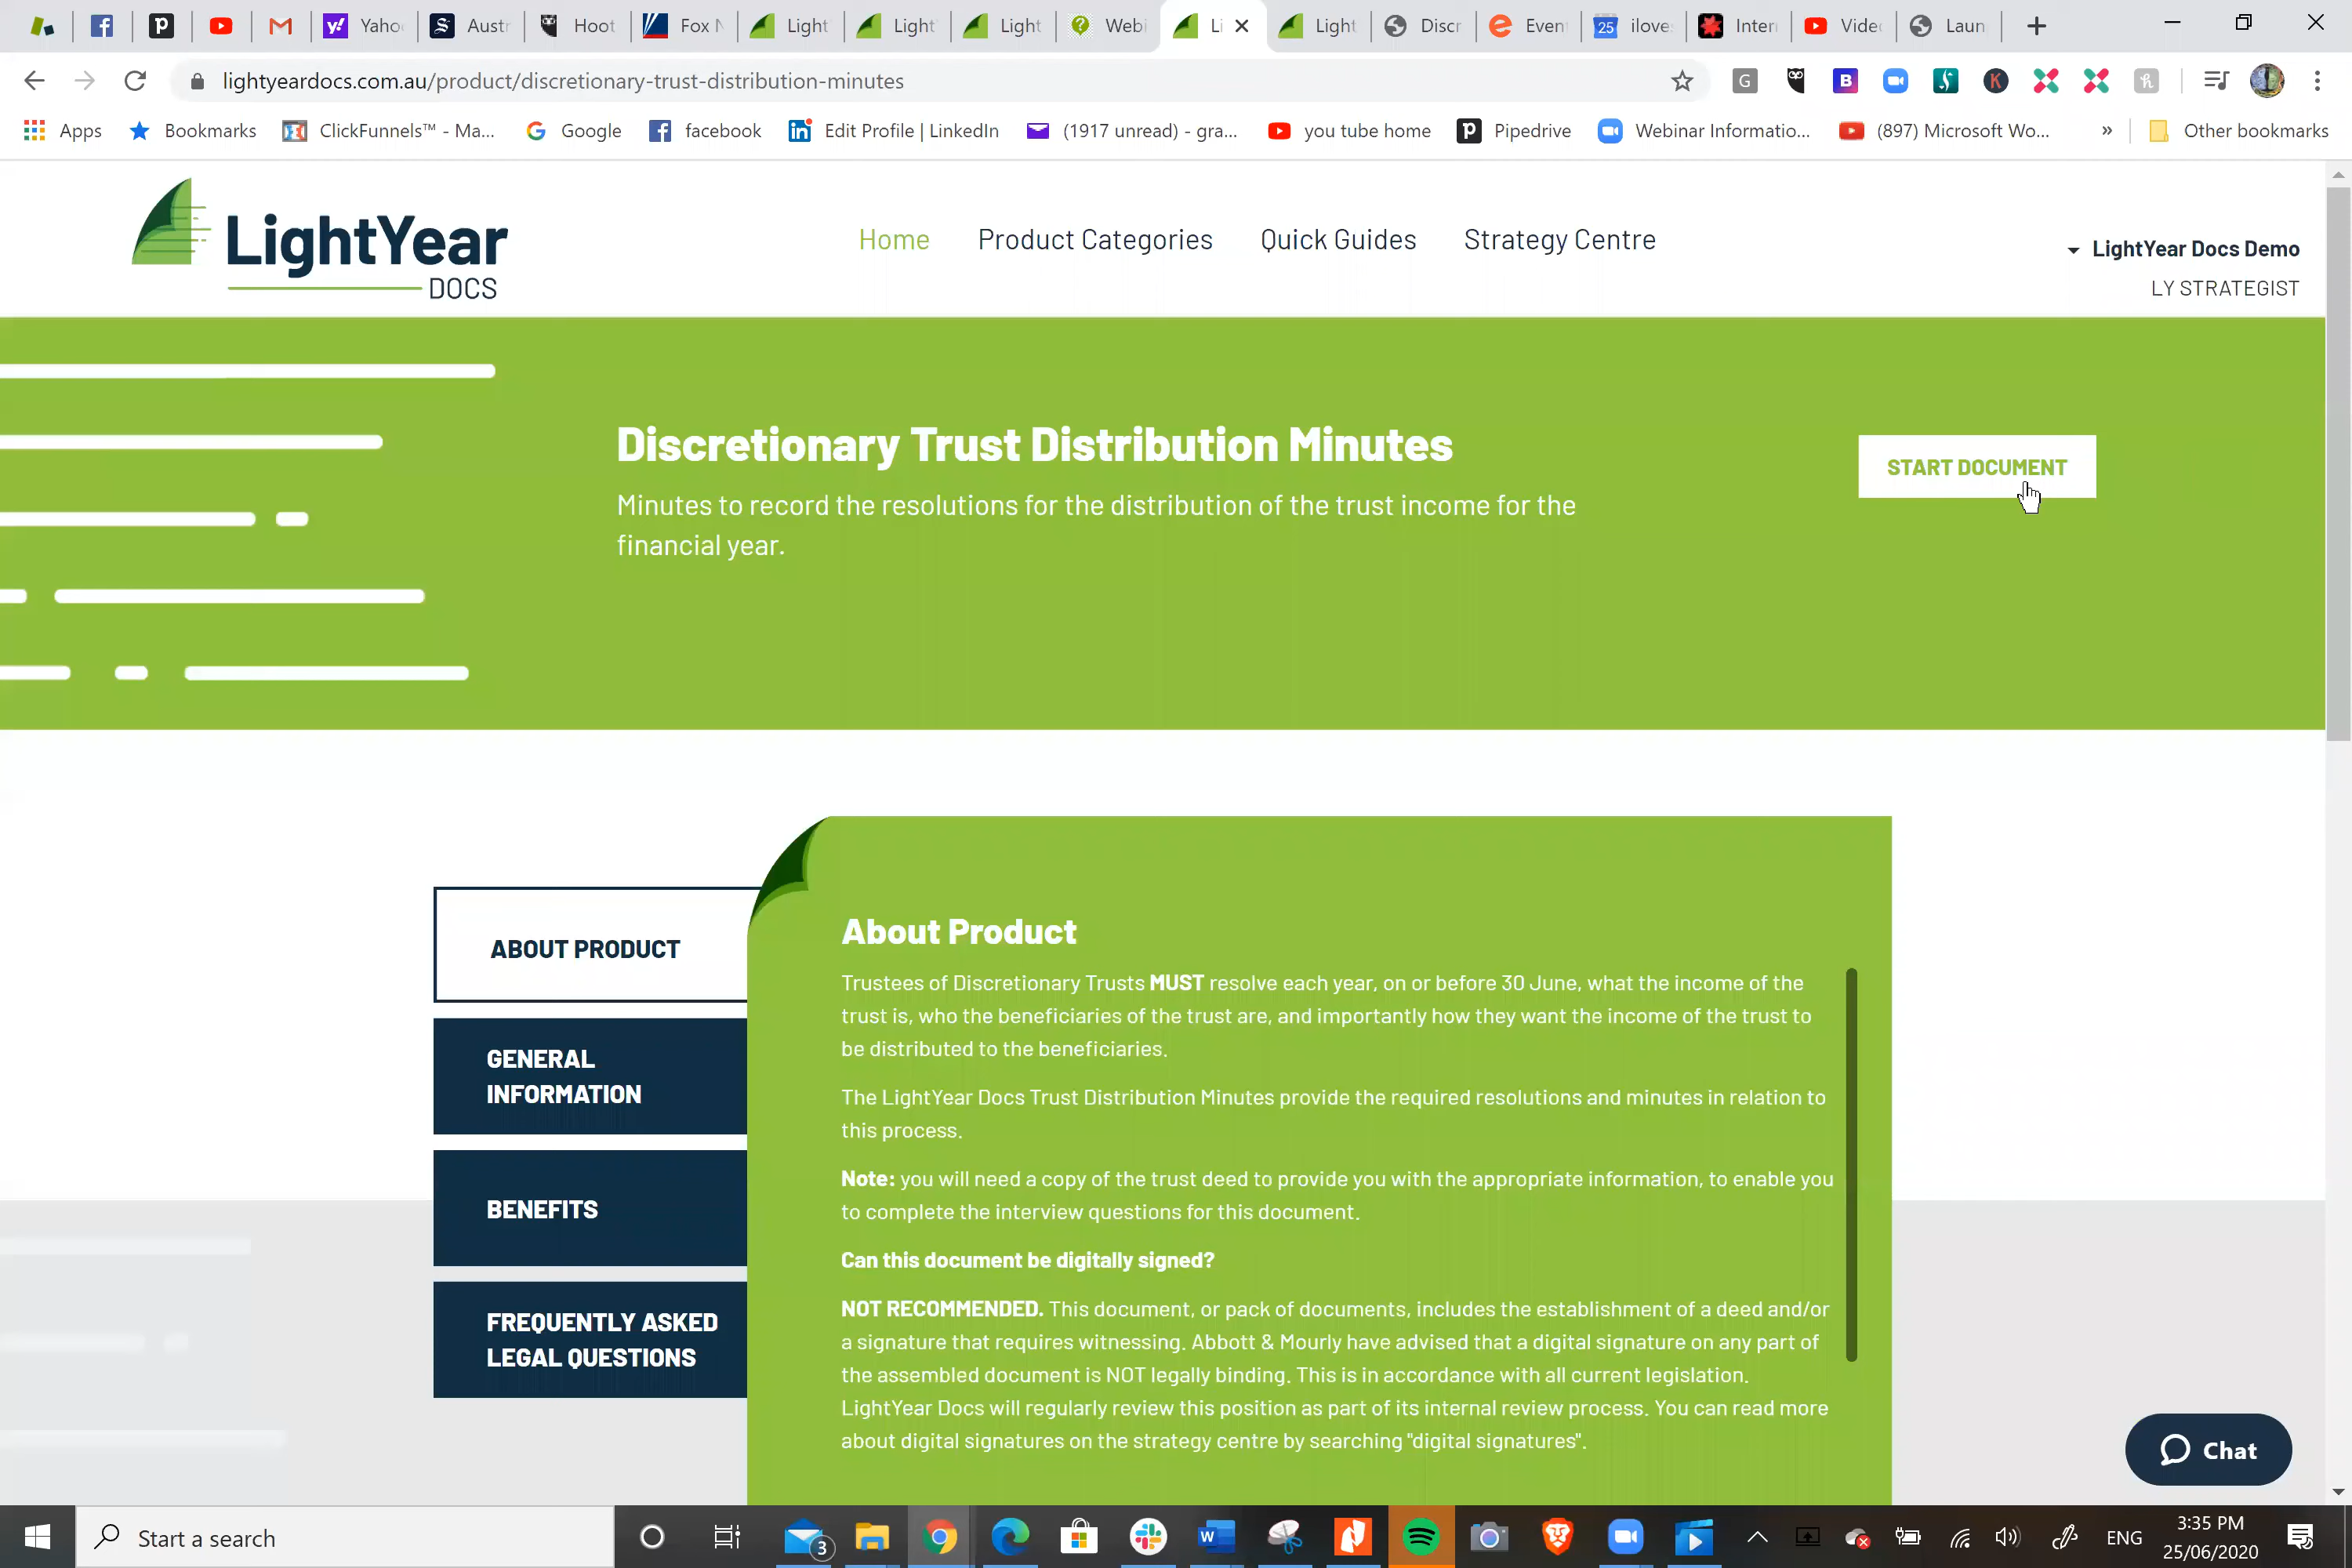 Yaho
Austr
Hoot
Fox N
Light
Light
Light
Webi
Li
Light
Discr
Even
25
ilove
Inter
Vide
Laun
lightyeardocs.com.au/product/discretionary-trust-distribution-minutes
Apps
Bookmarks
ClickFunnels™ - Ma...
Google
facebook
Edit Profile | LinkedIn
(1917 unread) - gra...
you tube home
Pipedrive
Webinar Informatio...
(897) Microsoft Wo...
»
Other bookmarks
LightYear
DOCS
Home
Product Categories
Quick Guides
Strategy Centre
LightYear Docs Demo
LY STRATEGIST
Discretionary Trust Distribution Minutes
Minutes to record the resolutions for the distribution of the trust income for the
financial year.
START DOCUMENT
ABOUT PRODUCT
GENERAL
INFORMATION
BENEFITS
FREQUENTLY ASKED
LEGAL QUESTIONS
About Product
Trustees of Discretionary Trusts MUST resolve each year, on or before 30 June, what the income of the
trust is, who the beneficiaries of the trust are, and importantly how they want the income of the trust to
be distributed to the beneficiaries.
The LightYear Docs Trust Distribution Minutes provide the required resolutions and minutes in relation to
this process.
Note: you will need a copy of the trust deed to provide you with the appropriate information, to enable you
to complete the interview questions for this document.
Can this document be digitally signed?
NOT RECOMMENDED. This document, or pack of documents, includes the establishment of a deed and/or
a signature that requires witnessing. Abbott & Mourly have advised that a digital signature on any part of
the assembled document is NOT legally binding. This is in accordance with all current legislation.
LightYear Docs will regularly review this position as part of its internal review process. You can read more
about digital signatures on the strategy centre by searching "digital signatures".
Chat
Start a search
3
ENG
3:35 PM
25/06/2020